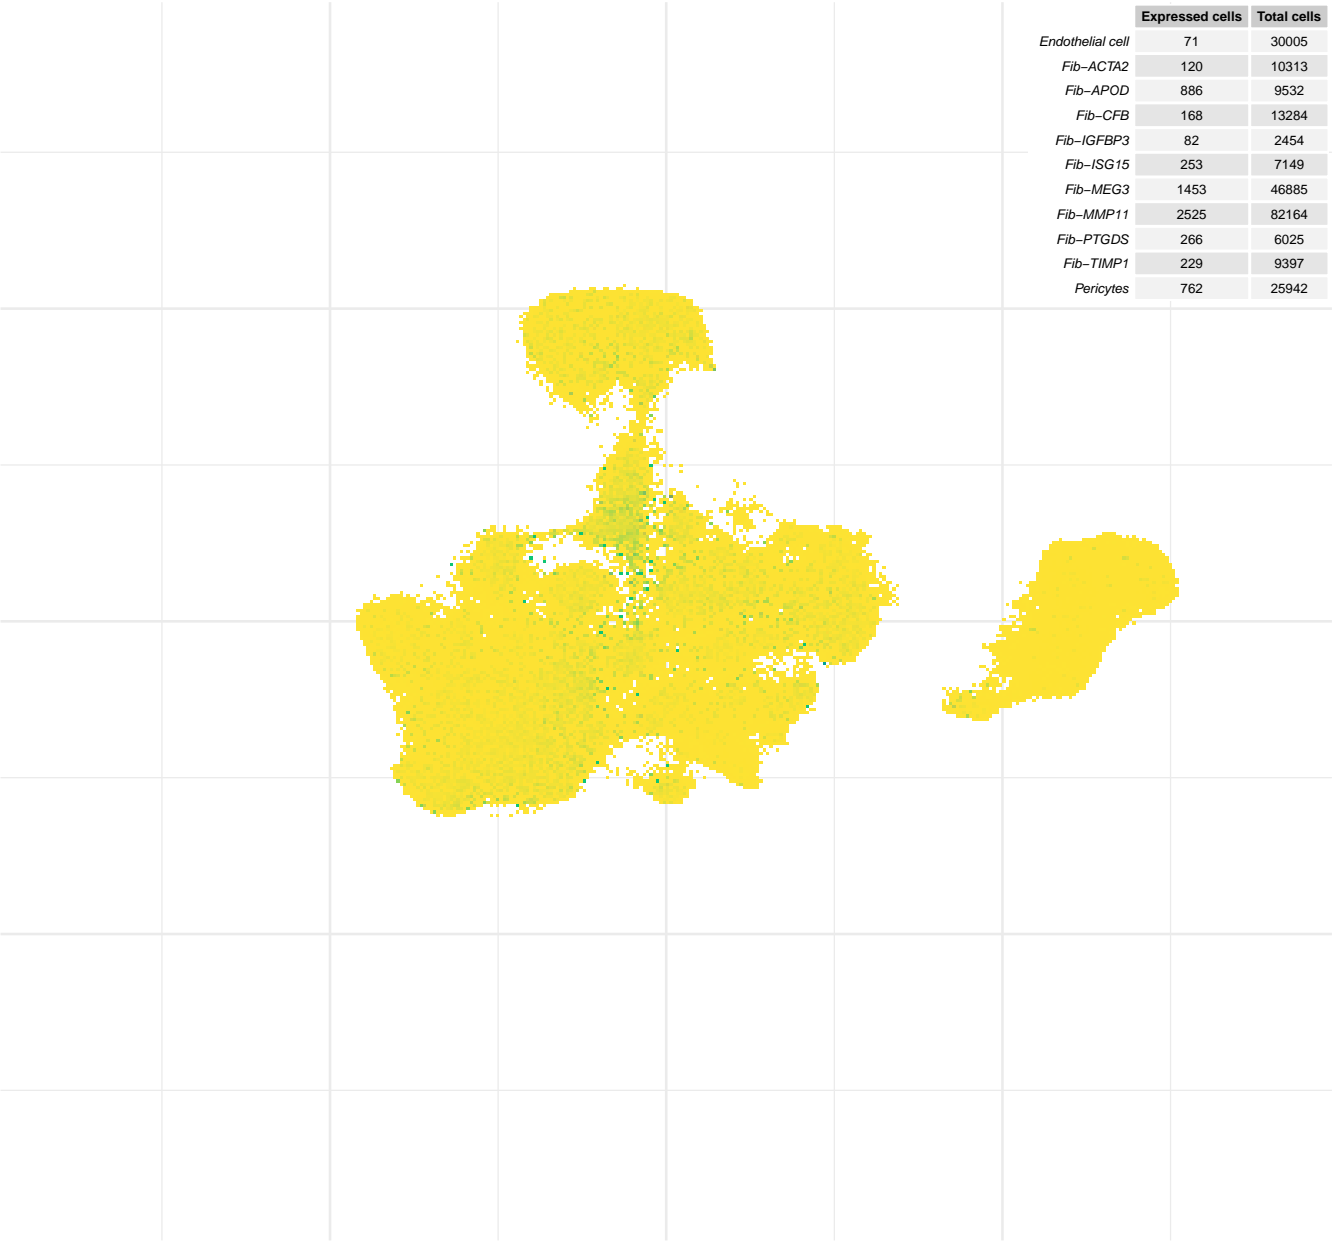 Expressed cells Total cells
Endothelial cell 71 30005
Fib−ACTA2 120 10313
Fib−APOD 886 9532
Fib−CFB 168 13284
Fib−IGFBP3 82 2454
Fib−ISG15 253 7149
Fib−MEG3 1453 46885
Fib−MMP11 2525 82164
Fib−PTGDS 266 6025
Fib−TIMP1 229 9397
Pericytes 762 25942